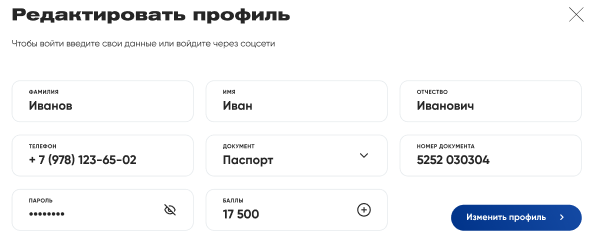 Редактировать профиль
Чтобы войти введите свои данные или войдите через соцсети
ФАМИЛИЯ
Иванов
ИМЯ
Иван
ОТЧЕСТВО
Иванович
ТЕЛЕФОН
+ 7 (978) 123-65-02
ДОКУМЕНТ
Паспорт
НОМЕР ДОКУМЕНТА
5252 030304
ПАРОЛЬ
••••••••
БАЛЛЫ
17 500
Изменить профиль